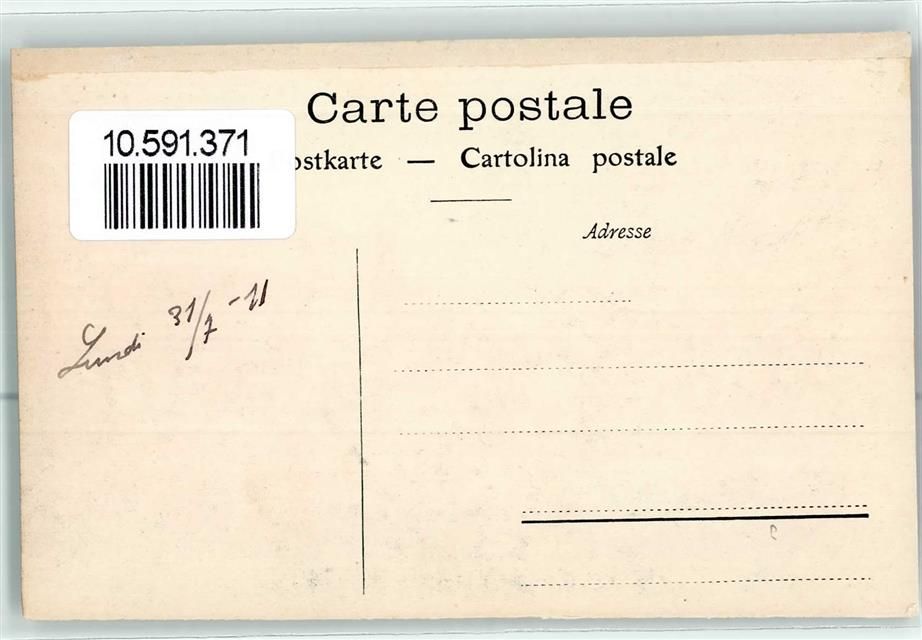 Carte postale
10.591.371
ostkarte — Cartolina postale
Adresse
Lundi 31/7 - 11